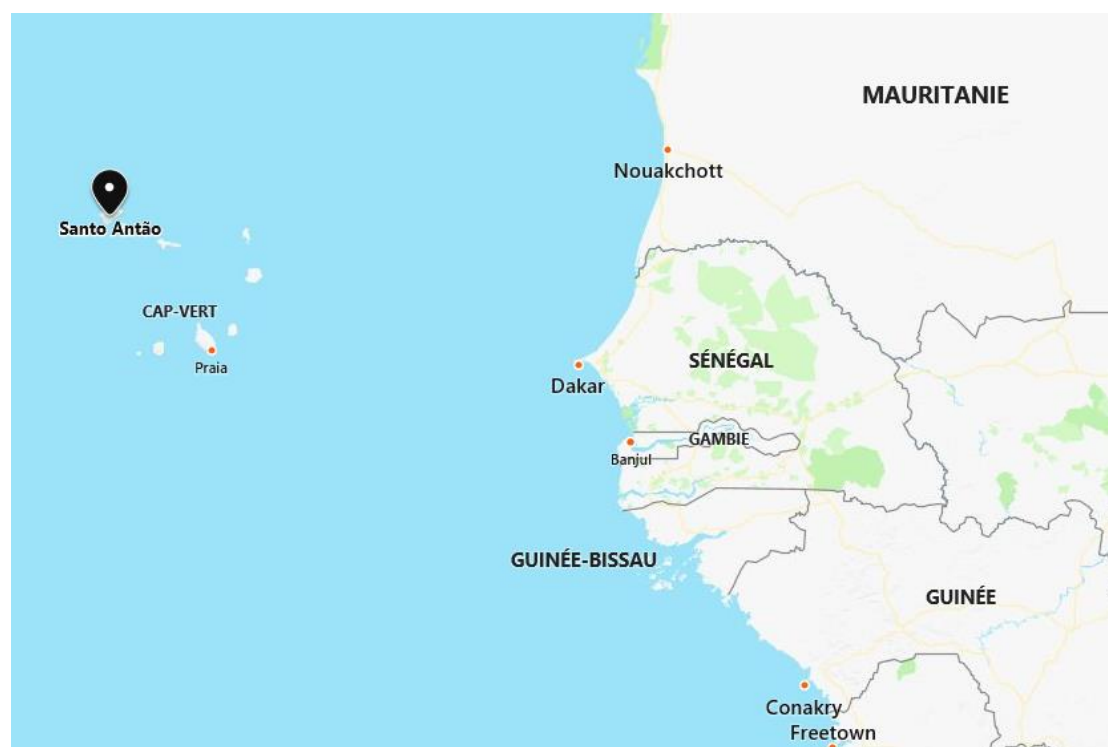 MAURITANIE
Nouakchott
Santo Antão
CAP-VERT
Praia
SÉNÉGAL
Dakar
GAMBIE
Banjul
GUINÉE-BISSAU
GUINÉE
Conakry
Freetown